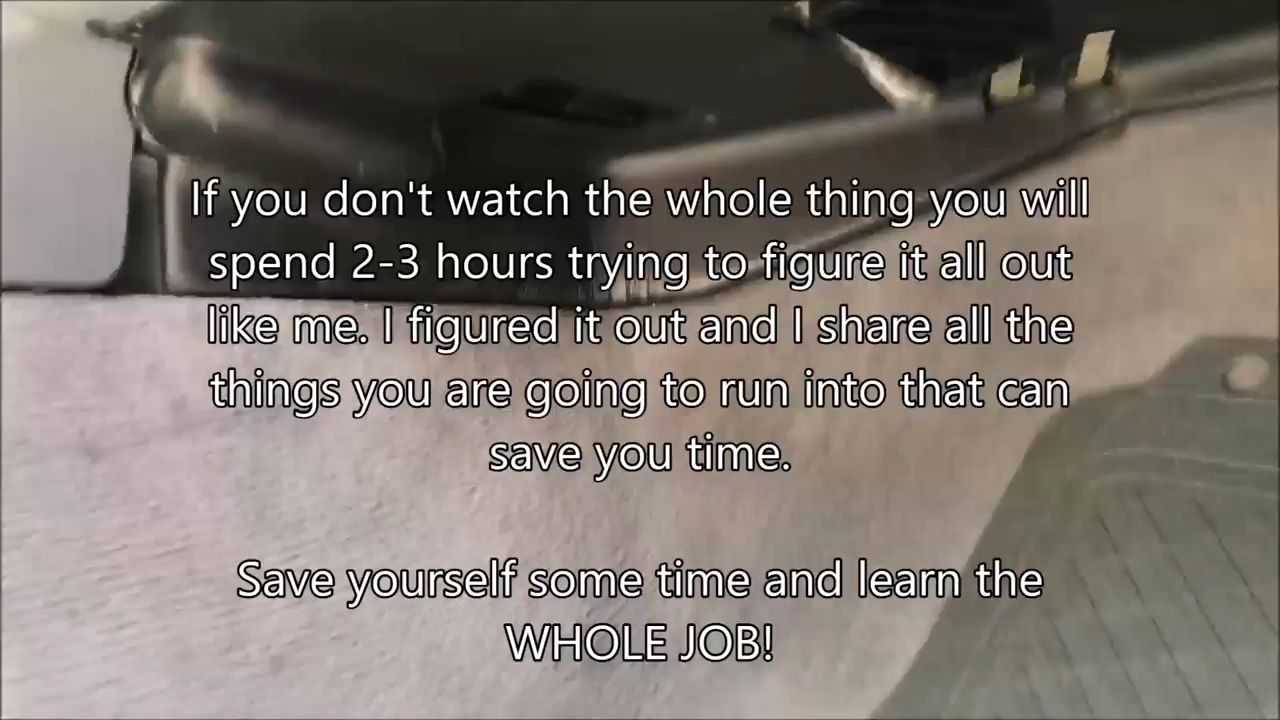 If you don't watch the whole thing you will
spend 2-3 hours trying to figure it all out
like me. I figured it out and I share all the
things you are going to run into that can
save you time.
Save yourself some time and learn the
WHOLE JOB!